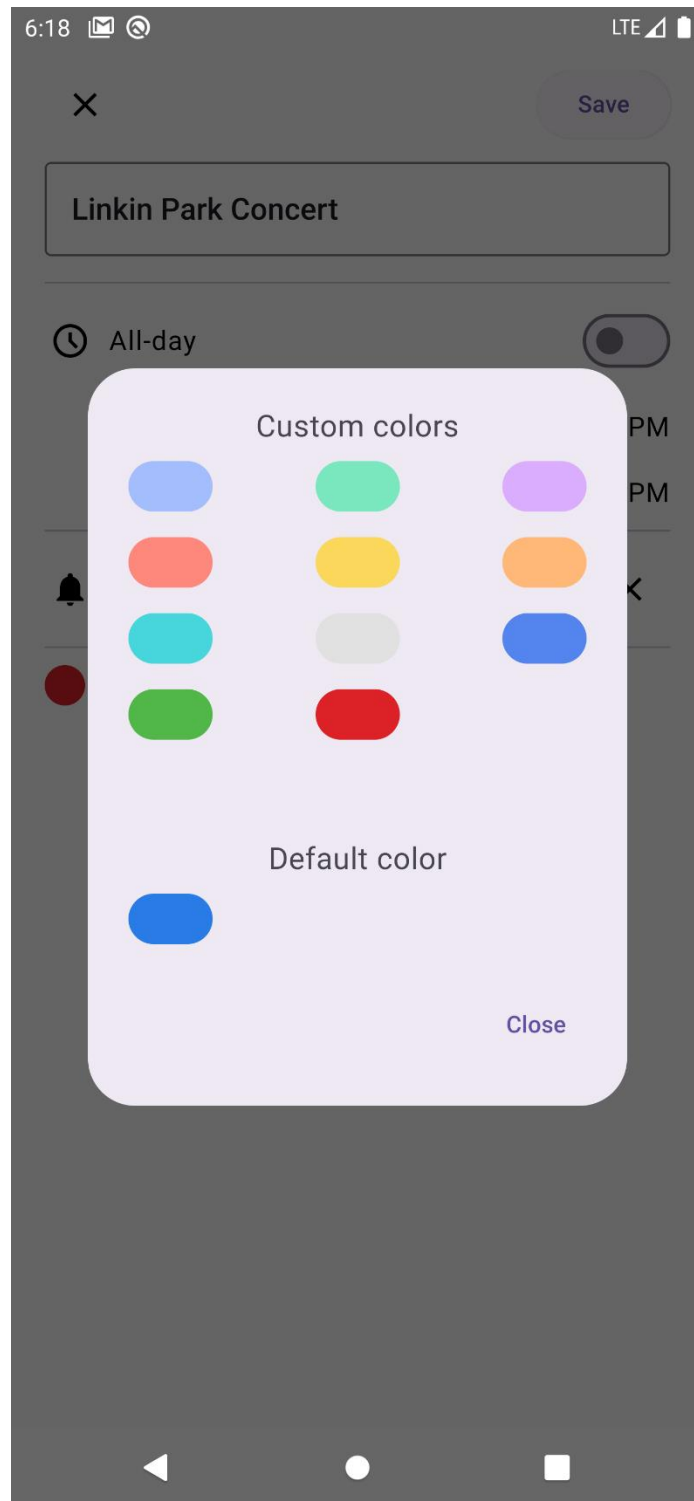 6:18 LTE
Save
Linkin Park Concert
All-day
Custom colors
PM
PM
Default color
Close